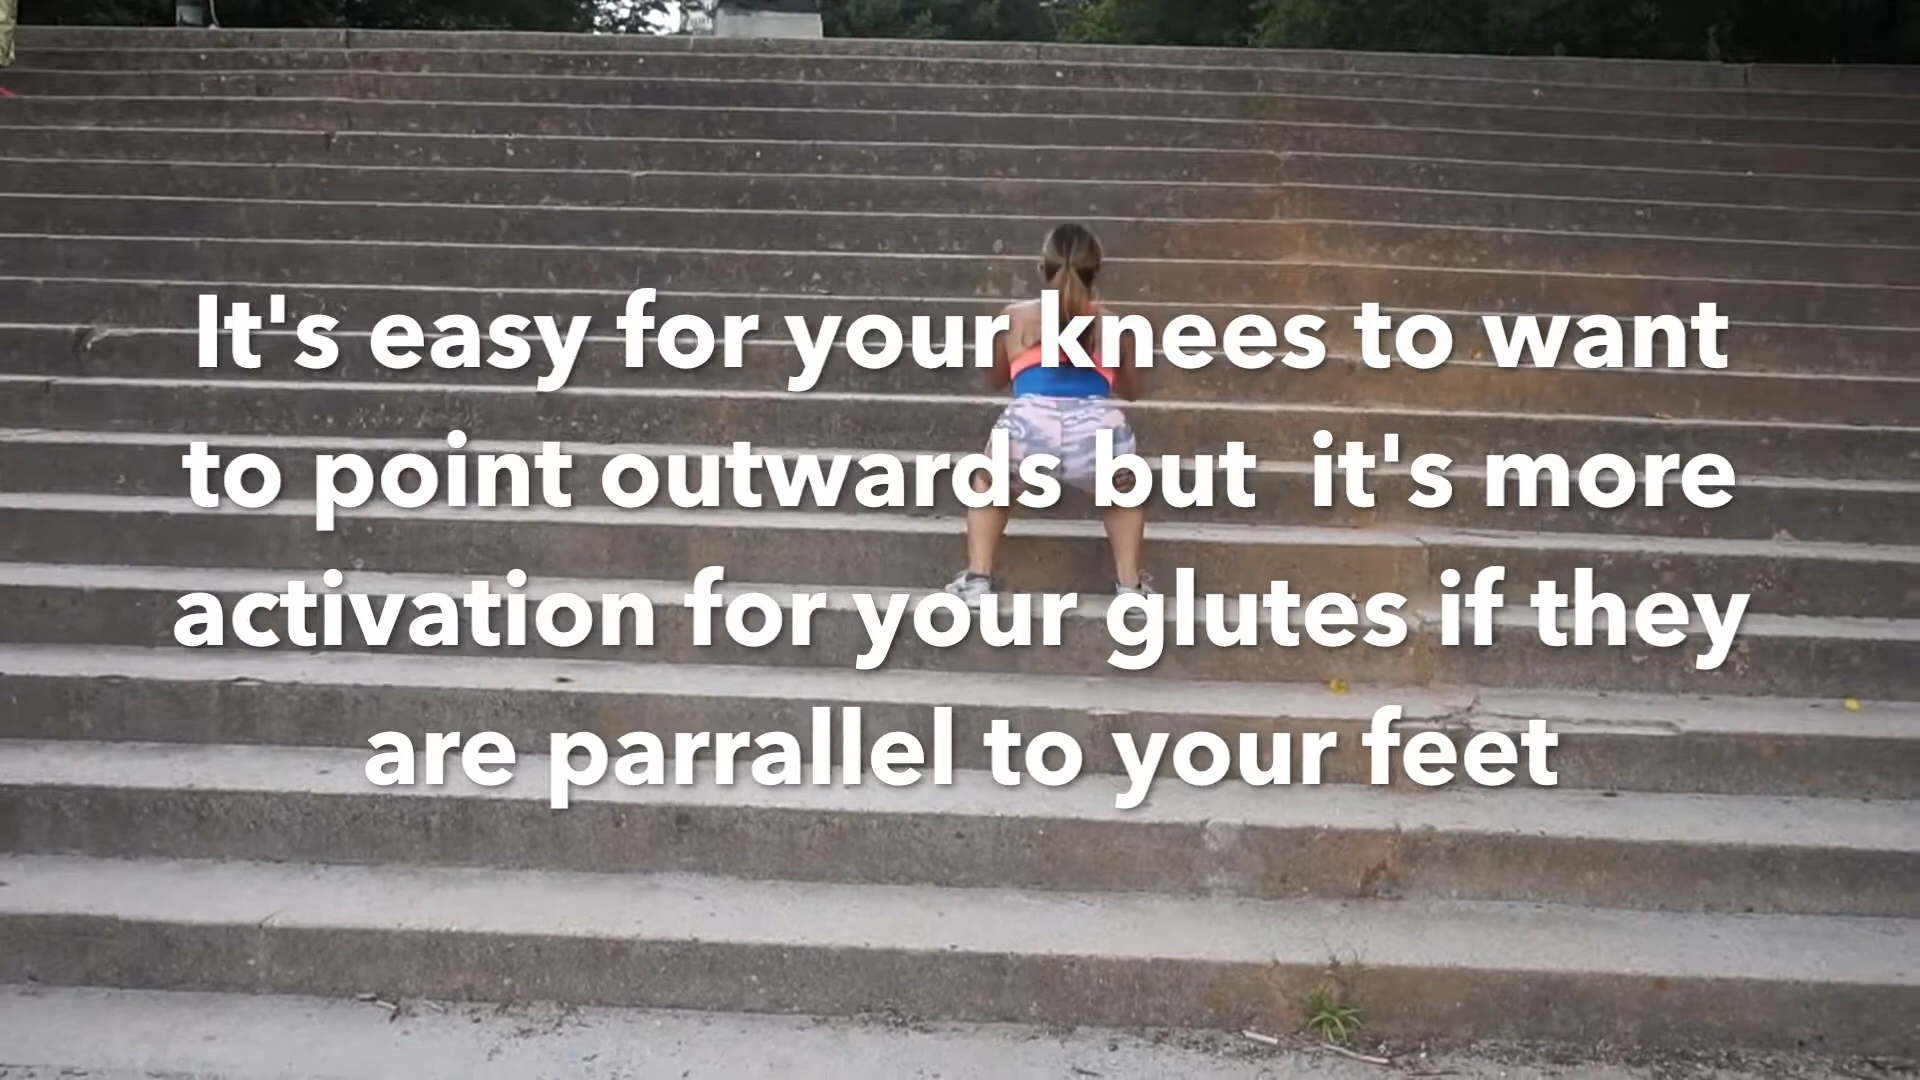 It's easy for your knees to want
to point outwards but  it's more
activation for your glutes if they
are parrallel to your feet